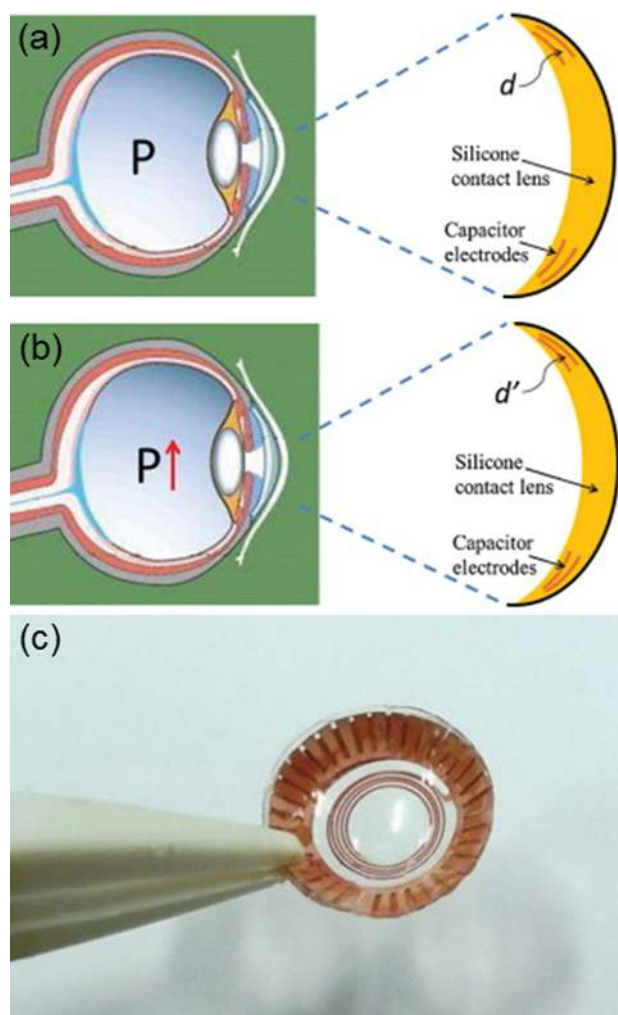 (a)
P
d
Silicone
contact lens
Capacitor
electrodes
(b)
P↑
d'
Silicone
contact lens
Capacitor
electrodes
(c)